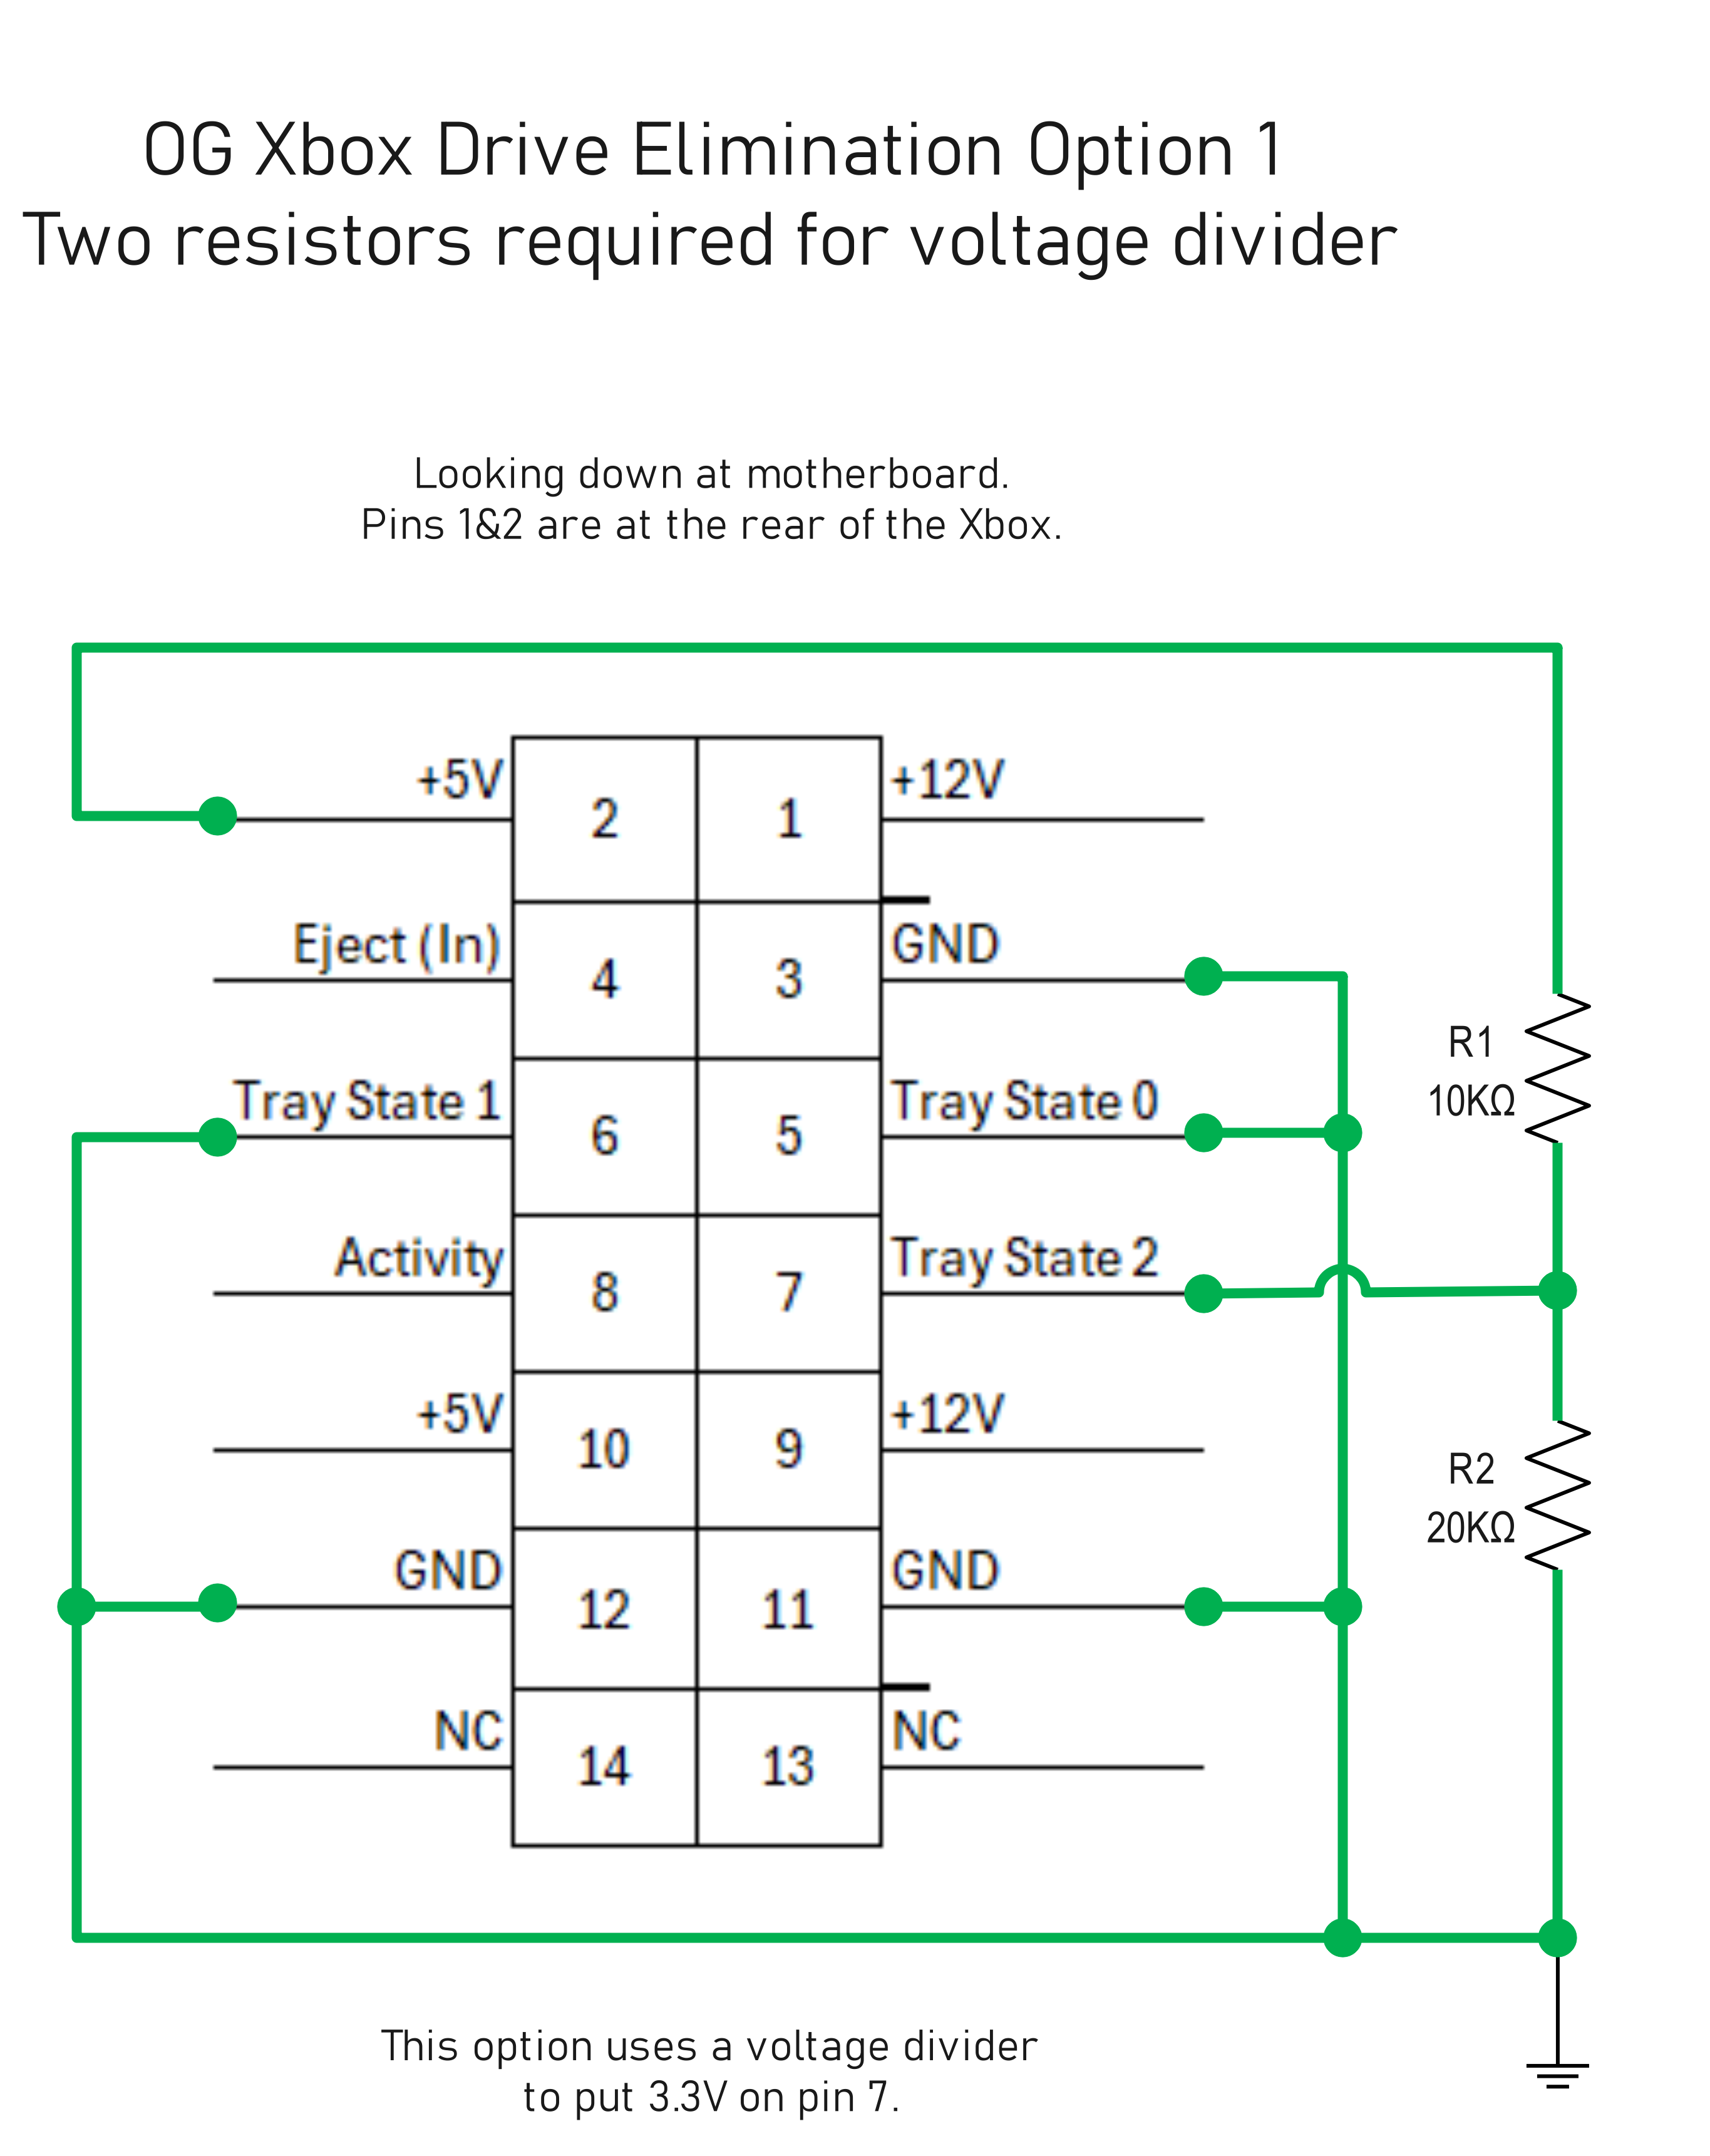 OG Xbox Drive Elimination Option 1
Two resistors required for voltage divider
Looking down at motherboard.
Pins 1&2 are at the rear of the Xbox.
+5V 2 1 +12V
Eject (In) 4 3 GND
R1
10KΩ
Tray State 1 6 5 Tray State 0
Activity 8 7 Tray State 2
+5V 10 9 +12V
R2
20KΩ
GND 12 11 GND
NC 14 13 NC
This option uses a voltage divider
to put 3.3V on pin 7.